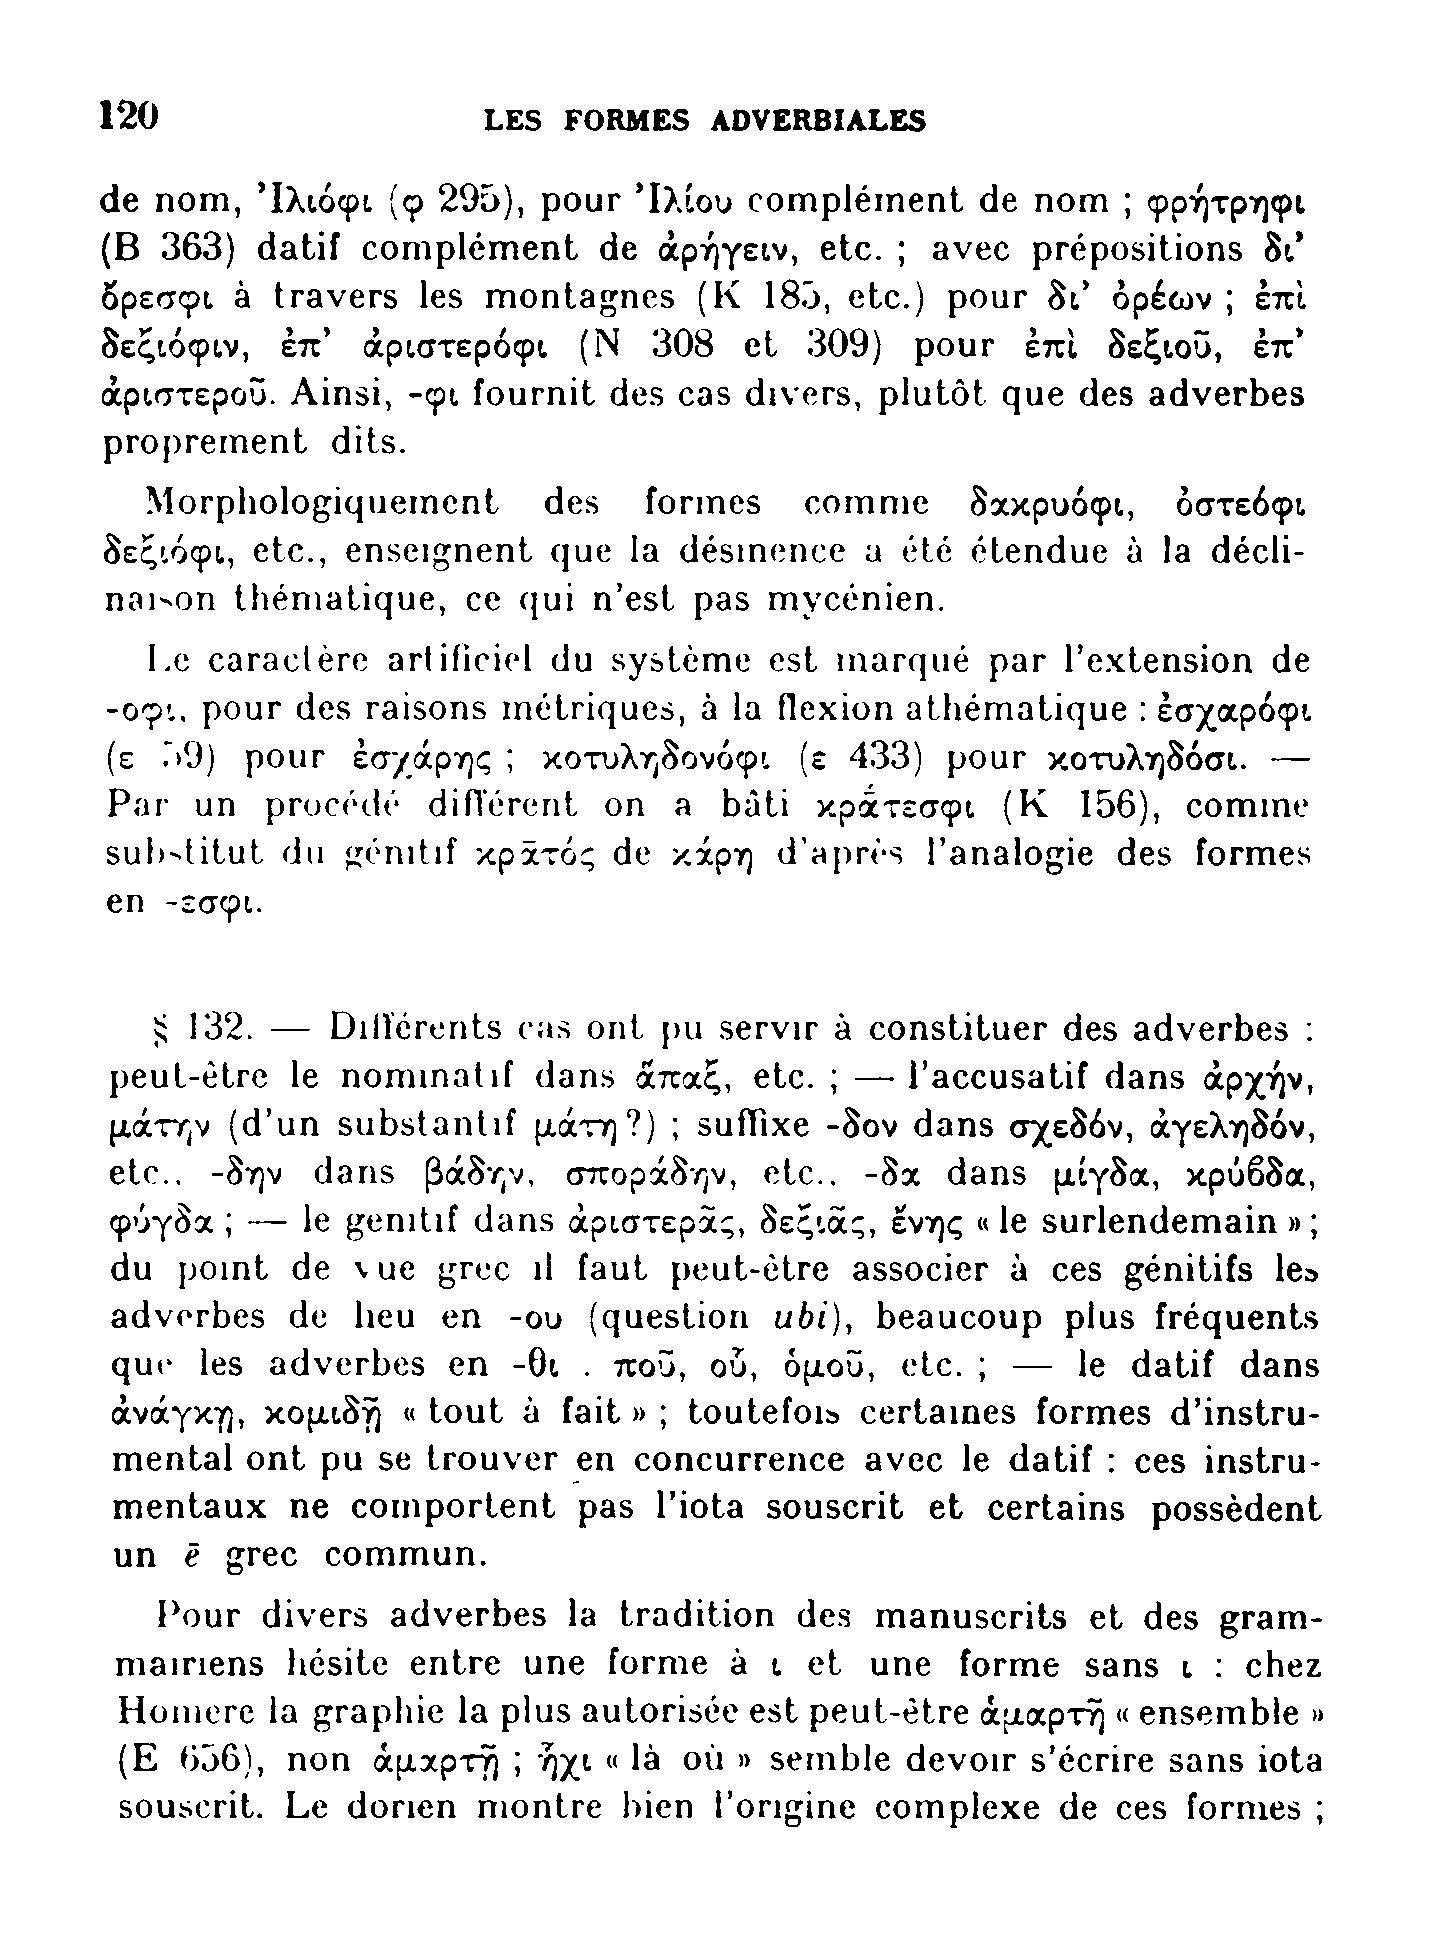 120 LES FORMES ADVERBIALES
de nom, Ἰλιόφι (φ 295), pour Ἰλίου complément de nom ; φρήτρηφι
(B 363) datif complément de ἀρήγειν, etc. ; avec prépositions δι’
ὄρεσφι à travers les montagnes (K 185, etc.) pour δι’ ὀρέων ; ἐπὶ
δεξιόφιν, ἐπ’ ἀριστερόφι (N 308 et 309) pour ἐπὶ δεξιοῦ, ἐπ’
ἀριστεροῦ. Ainsi, -φι fournit des cas divers, plutôt que des adverbes
proprement dits.
Morphologiquement des formes comme δακρυόφι, ὀστεόφι
δεξιόφι, etc., enseignent que la désinence a été étendue à la décli-
naison thématique, ce qui n’est pas mycénien.
Le caractère artificiel du système est marqué par l’extension de
-οφι, pour des raisons métriques, à la flexion athématique : ἐσχαρόφι
(ε 59) pour ἐσχάρης ; κοτυληδονόφι (ε 433) pour κοτυληδόσι. —
Par un procédé différent on a bâti κρά̄τεσφι (K 156), comme
substitut du génitif κρᾱτός de κάρη d’après l’analogie des formes
en -εσφι.
§ 132. — Différents cas ont pu servir à constituer des adverbes :
peut-être le nominatif dans ἅπαξ, etc. ; — l’accusatif dans ἀρχήν,
μάτην (d’un substantif μάτη?) ; suffixe -δον dans σχεδόν, ἀγεληδόν,
etc., -δην dans βάδην, σποράδην, etc., -δα dans μίγδα, κρύϐδα,
φύγδα ; — le génitif dans ἀριστερᾶς, δεξιᾶς, ἔνης « le surlendemain » ;
du point de vue grec il faut peut-être associer à ces génitifs les
adverbes de lieu en -ου (question ubi), beaucoup plus fréquents
que les adverbes en -θι . ποῦ, οὗ, ὁμοῦ, etc. ; — le datif dans
ἀνάγκῃ, κομιδῇ « tout à fait » ; toutefois certaines formes d’instru-
mental ont pu se trouver en concurrence avec le datif : ces instru-
mentaux ne comportent pas l’iota souscrit et certains possèdent
un ē grec commun.
Pour divers adverbes la tradition des manuscrits et des gram-
mairiens hésite entre une forme à ι et une forme sans ι : chez
Homère la graphie la plus autorisée est peut-être ἁμαρτῆ « ensemble »
(E 656), non ἁμαρτῇ ; ἧχι « là où » semble devoir s’écrire sans iota
souscrit. Le dorien montre bien l’origine complexe de ces formes ;